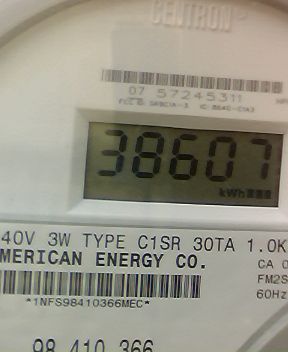 CENTRON
07 57245311
38607
kWh
40V 3W TYPE C1SR 30TA 1.0K
MERICAN ENERGY CO.
CA 0
FM2S
60Hz
*1NFS98410366MEC*
98 410 366